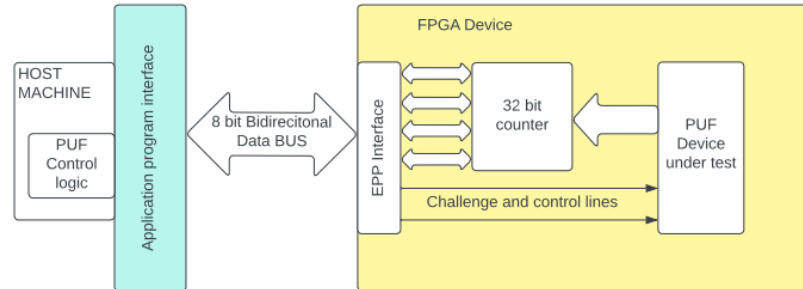 FPGA Device
HOST
MACHINE
PUF
Control
logic
Application program interface
8 bit Bidirecitonal
Data BUS
EPP Interface
32 bit
counter
PUF
Device
under test
Challenge and control lines